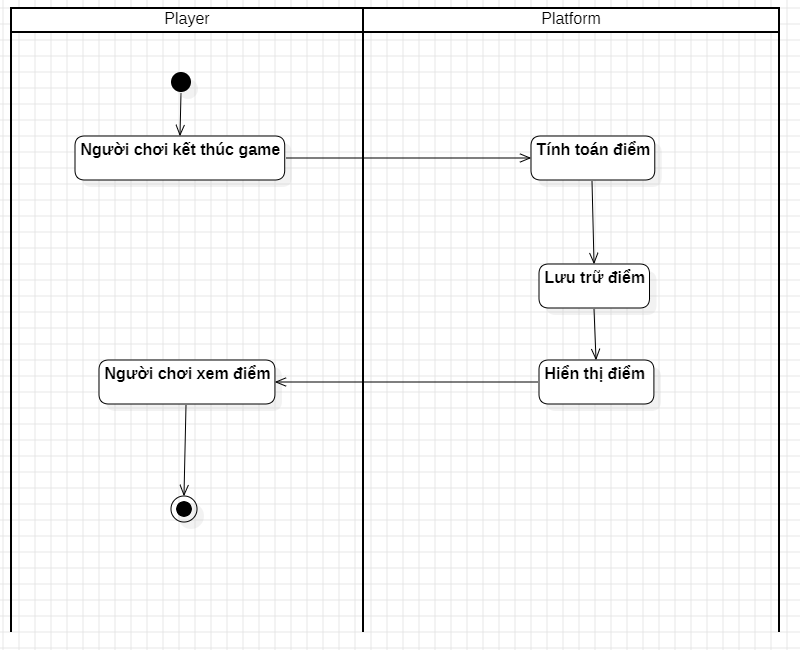 Player
Platform
Người chơi kết thúc game
Tính toán điểm
Lưu trữ điểm
Người chơi xem điểm
Hiển thị điểm